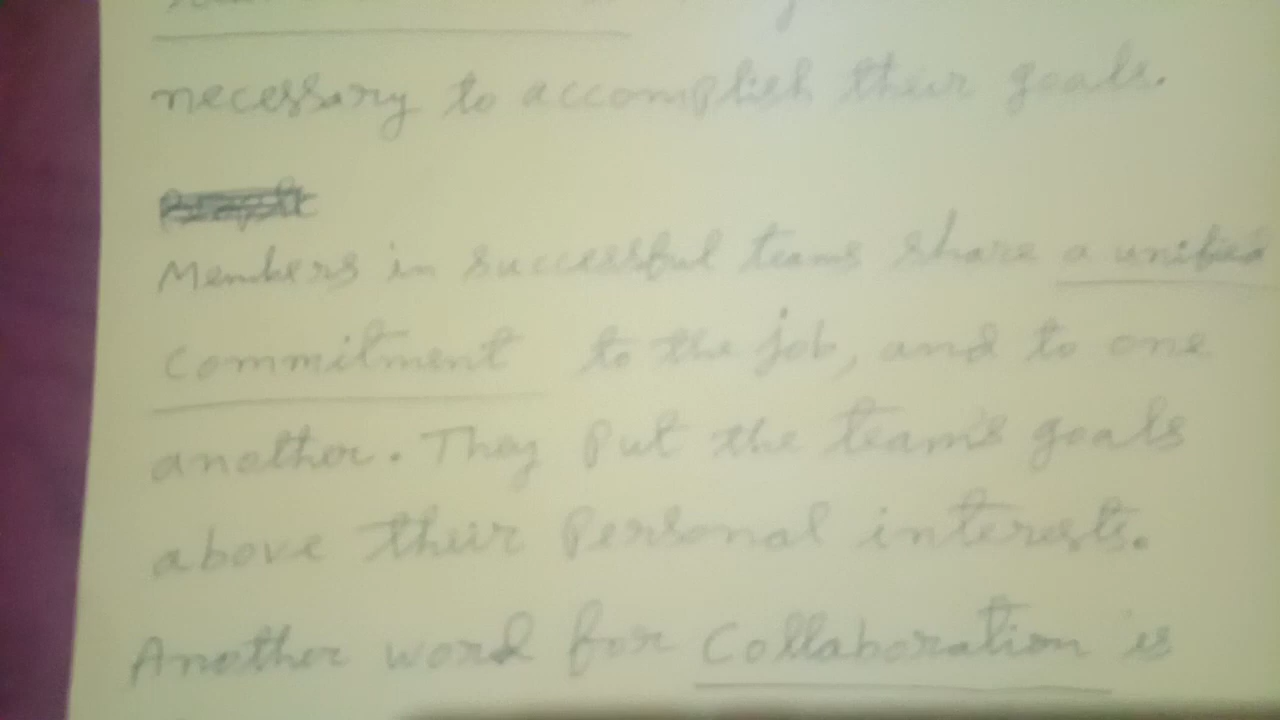 necessary to accomplish their goals.
Members in successful teams share a unified
commitment to the job, and to one
another. They put the team's goals
above their personal interests.
Another word for Collaboration is